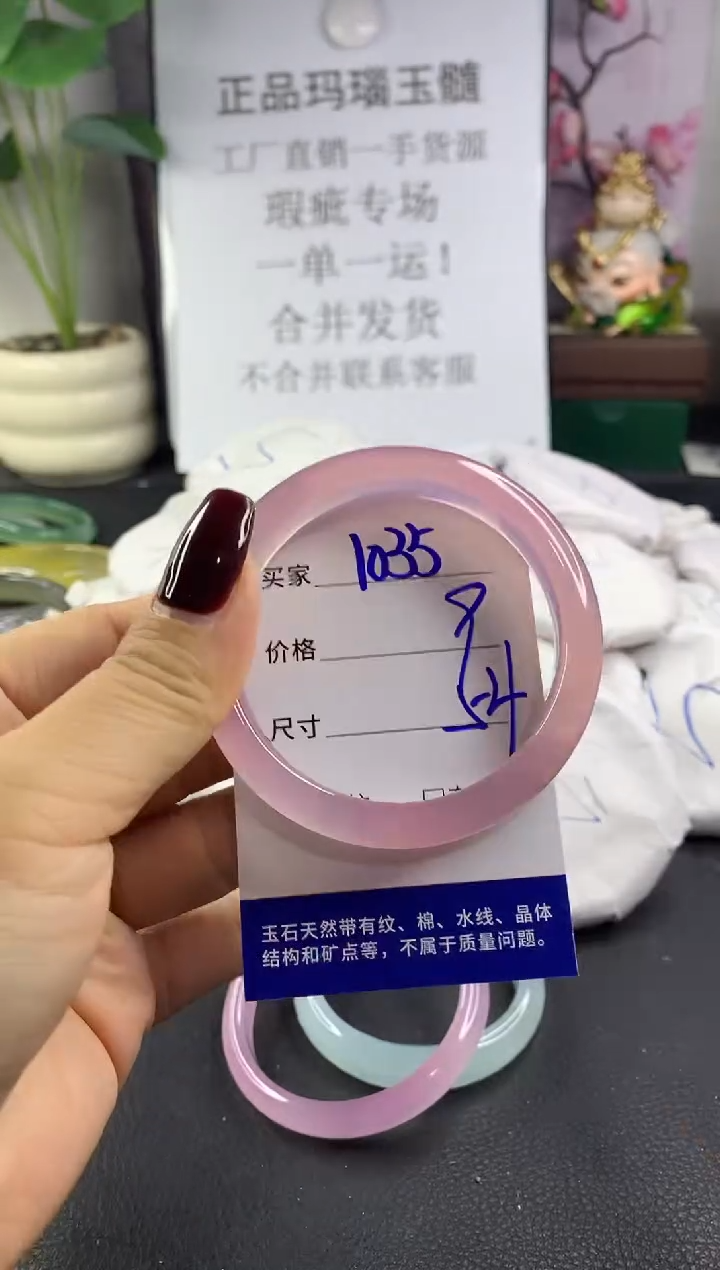 正品玛瑙玉髓
工厂直销一手货源
瑕疵专场
一单一运！
合并发货
不合并联系客服
买家 1035
价格
尺寸 54
玉石天然带有纹、棉、水线、晶体
结构和矿点等，不属于质量问题。